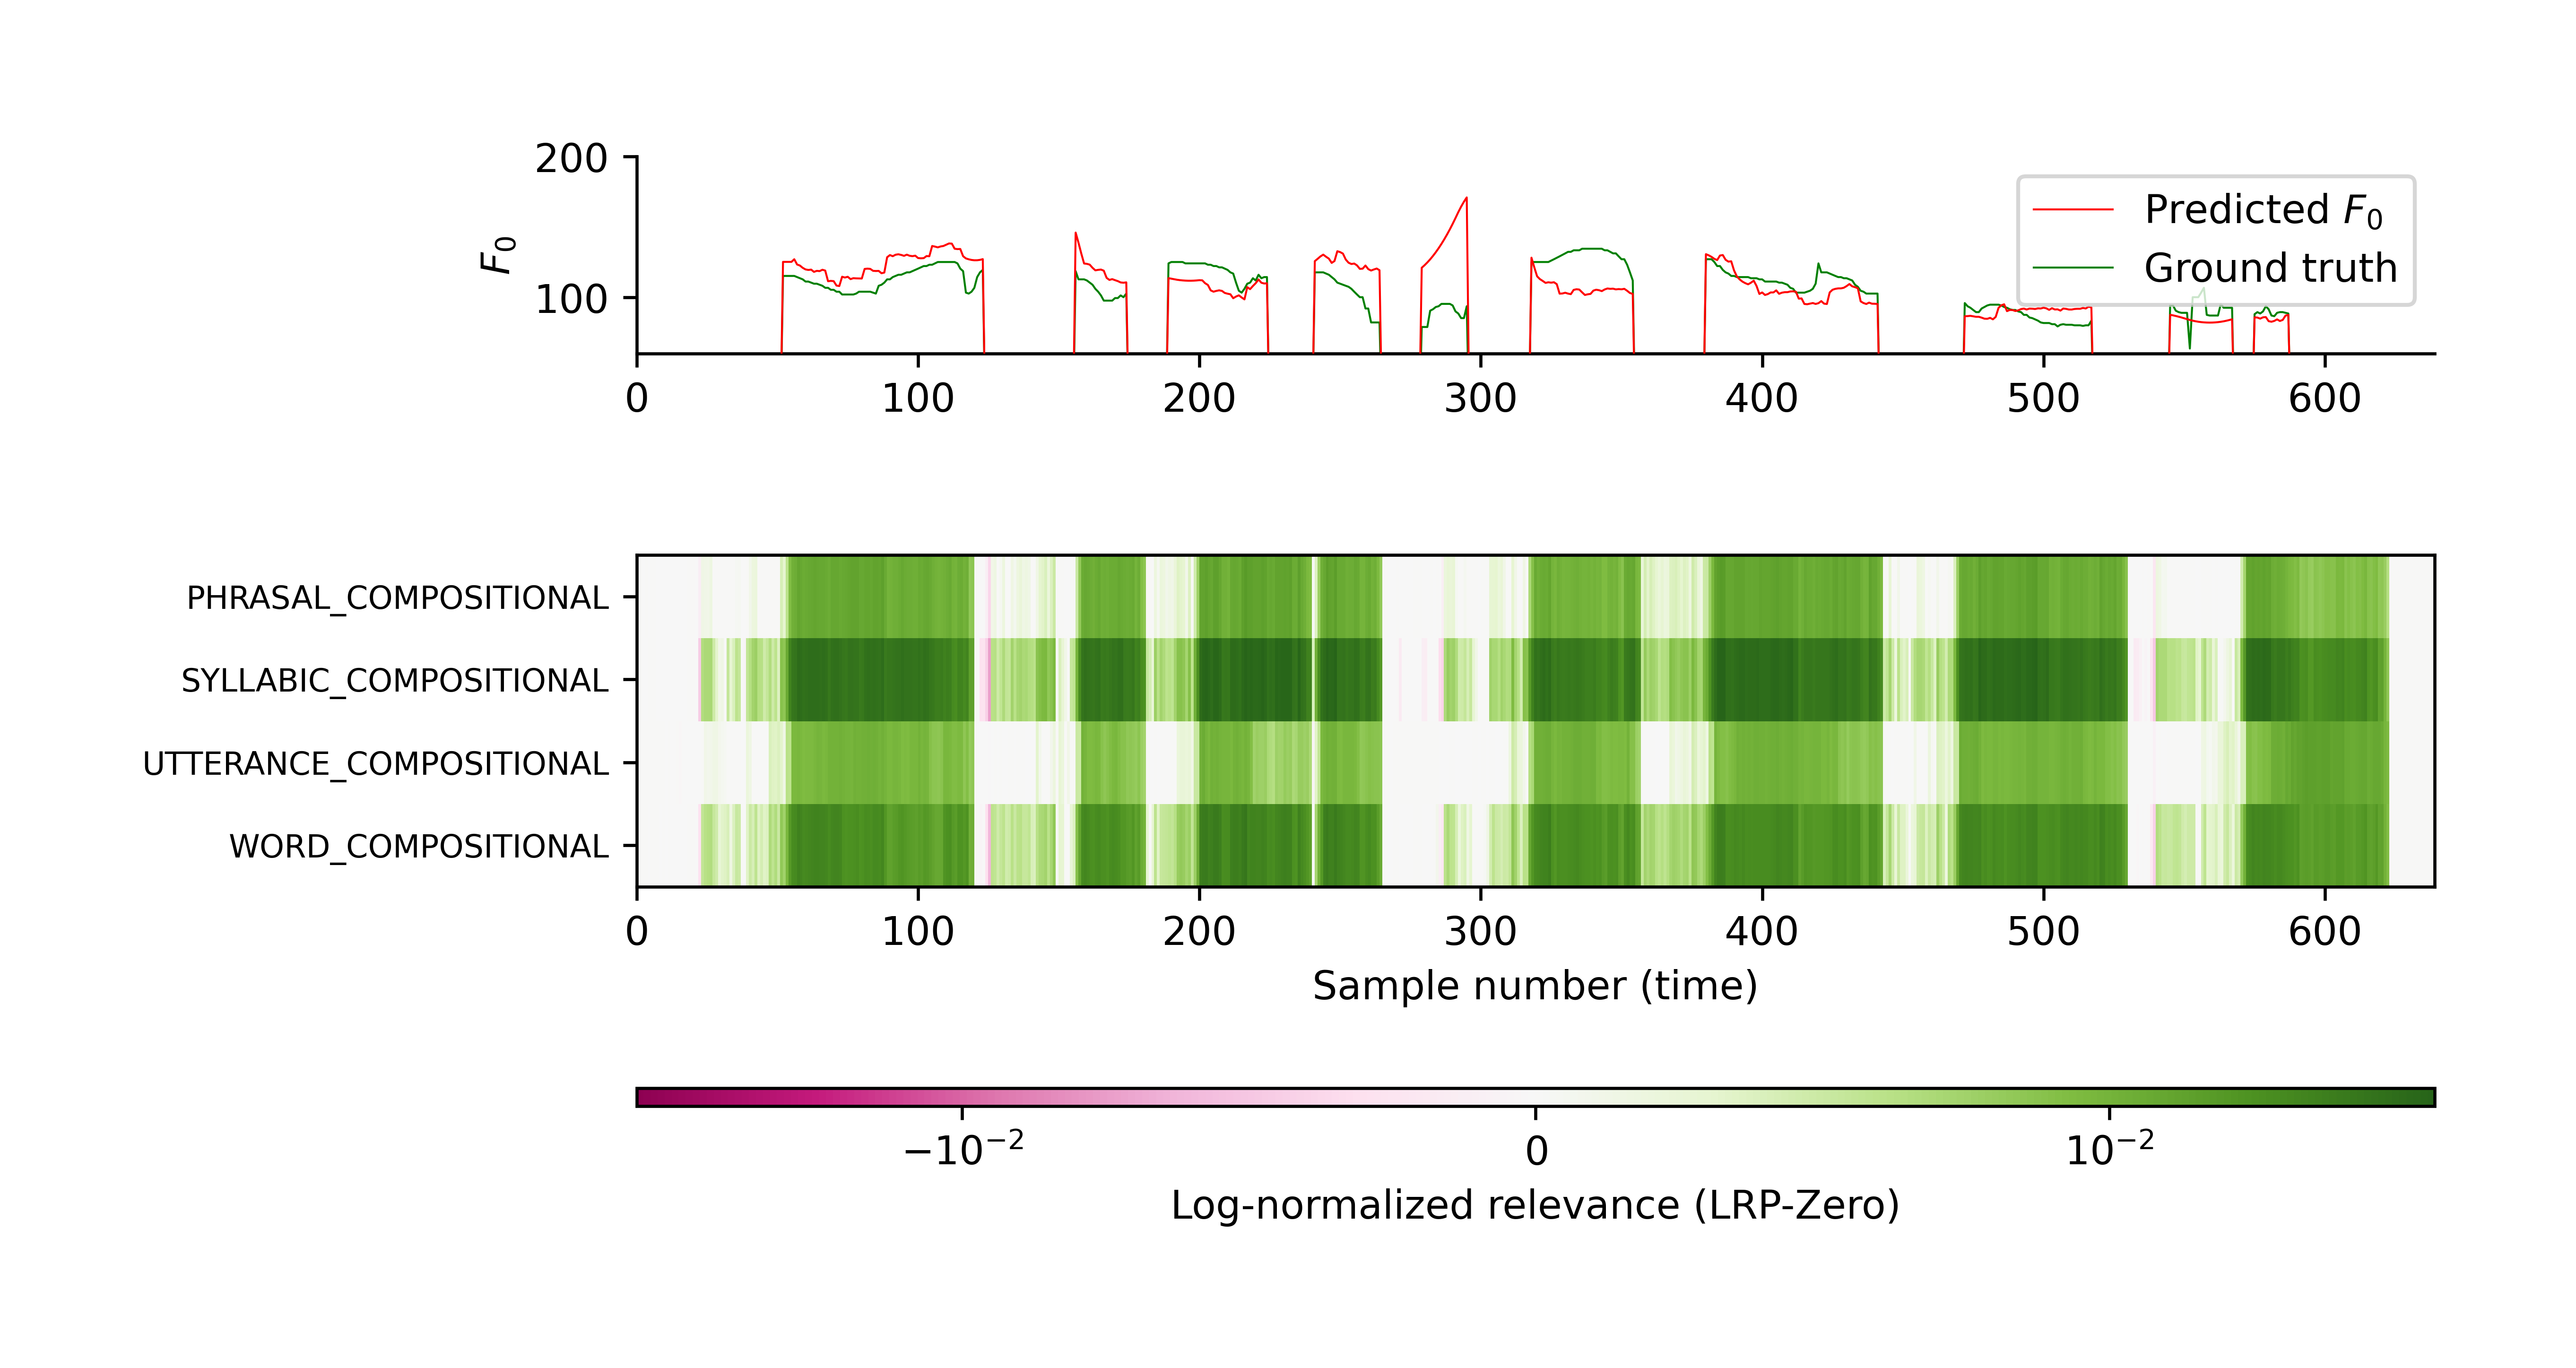 200
100
F₀
Predicted F₀
Ground truth
0 100 200 300 400 500 600
PHRASAL_COMPOSITIONAL
SYLLABIC_COMPOSITIONAL
UTTERANCE_COMPOSITIONAL
WORD_COMPOSITIONAL
0 100 200 300 400 500 600
Sample number (time)
−10⁻² 0 10⁻²
Log-normalized relevance (LRP-Zero)